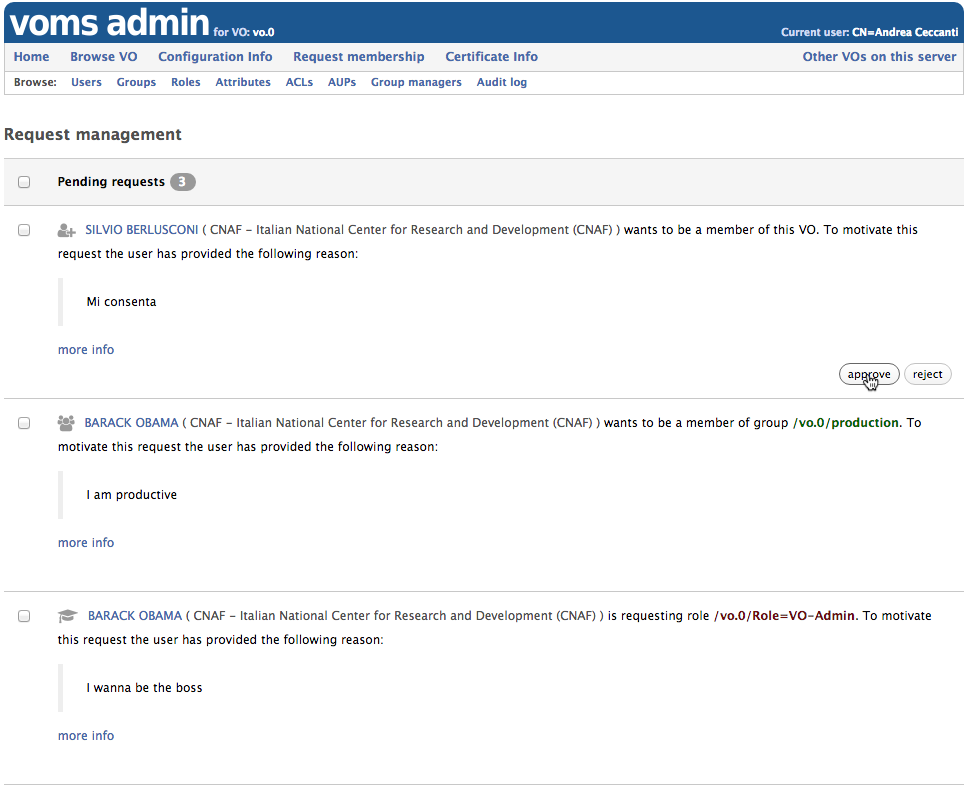 voms admin for VO: vo.0 Current user: CN=Andrea Ceccanti
Home Browse VO Configuration Info Request membership Certificate Info Other VOs on this server
Browse: Users Groups Roles Attributes ACLs AUPs Group managers Audit log
Request management
Pending requests 3
SILVIO BERLUSCONI ( CNAF - Italian National Center for Research and Development (CNAF) ) wants to be a member of this VO. To motivate this
request the user has provided the following reason:
Mi consenta
more info
approve reject
BARACK OBAMA ( CNAF - Italian National Center for Research and Development (CNAF) ) wants to be a member of group /vo.0/production. To
motivate this request the user has provided the following reason:
I am productive
more info
BARACK OBAMA ( CNAF - Italian National Center for Research and Development (CNAF) ) is requesting role /vo.0/Role=VO-Admin. To motivate
this request the user has provided the following reason:
I wanna be the boss
more info